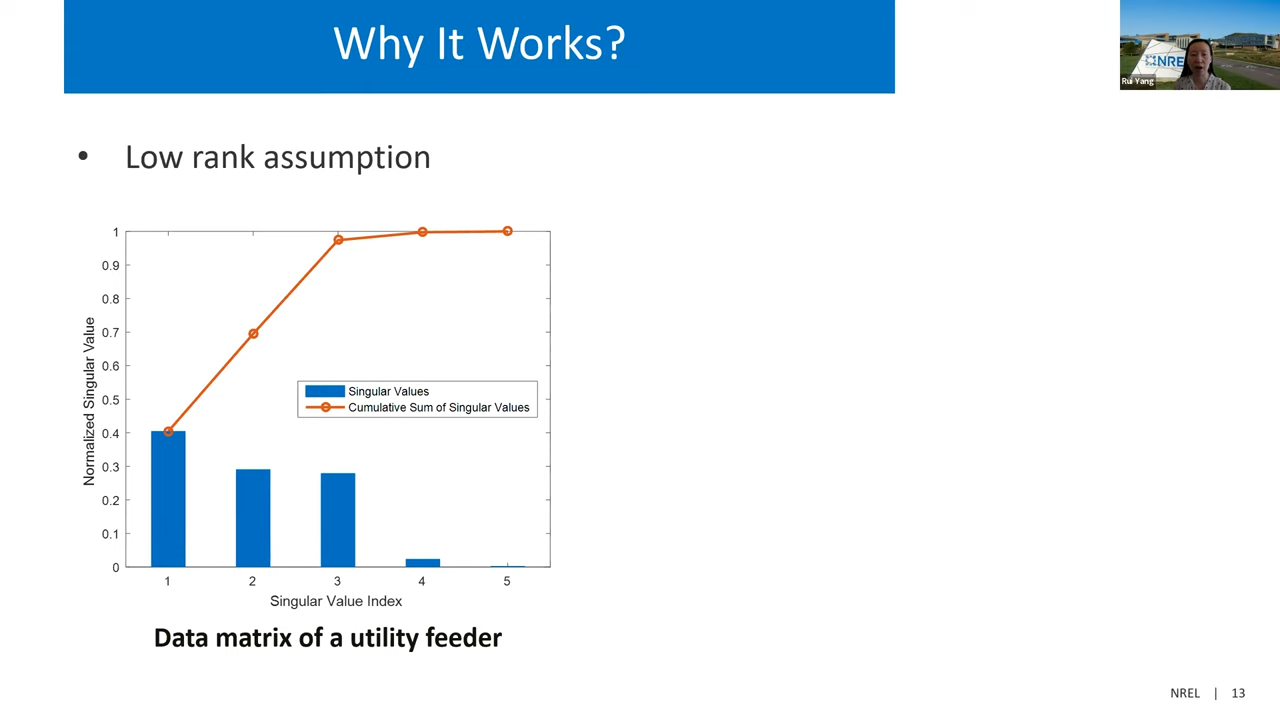 Why It Works?
NREL
Rui Yang
• Low rank assumption
1
0.9
0.8
0.7
0.6
0.5
0.4
0.3
0.2
0.1
0
Normalized Singular Value
Singular Values
Cumulative Sum of Singular Values
1 2 3 4 5
Singular Value Index
Data matrix of a utility feeder
NREL | 13